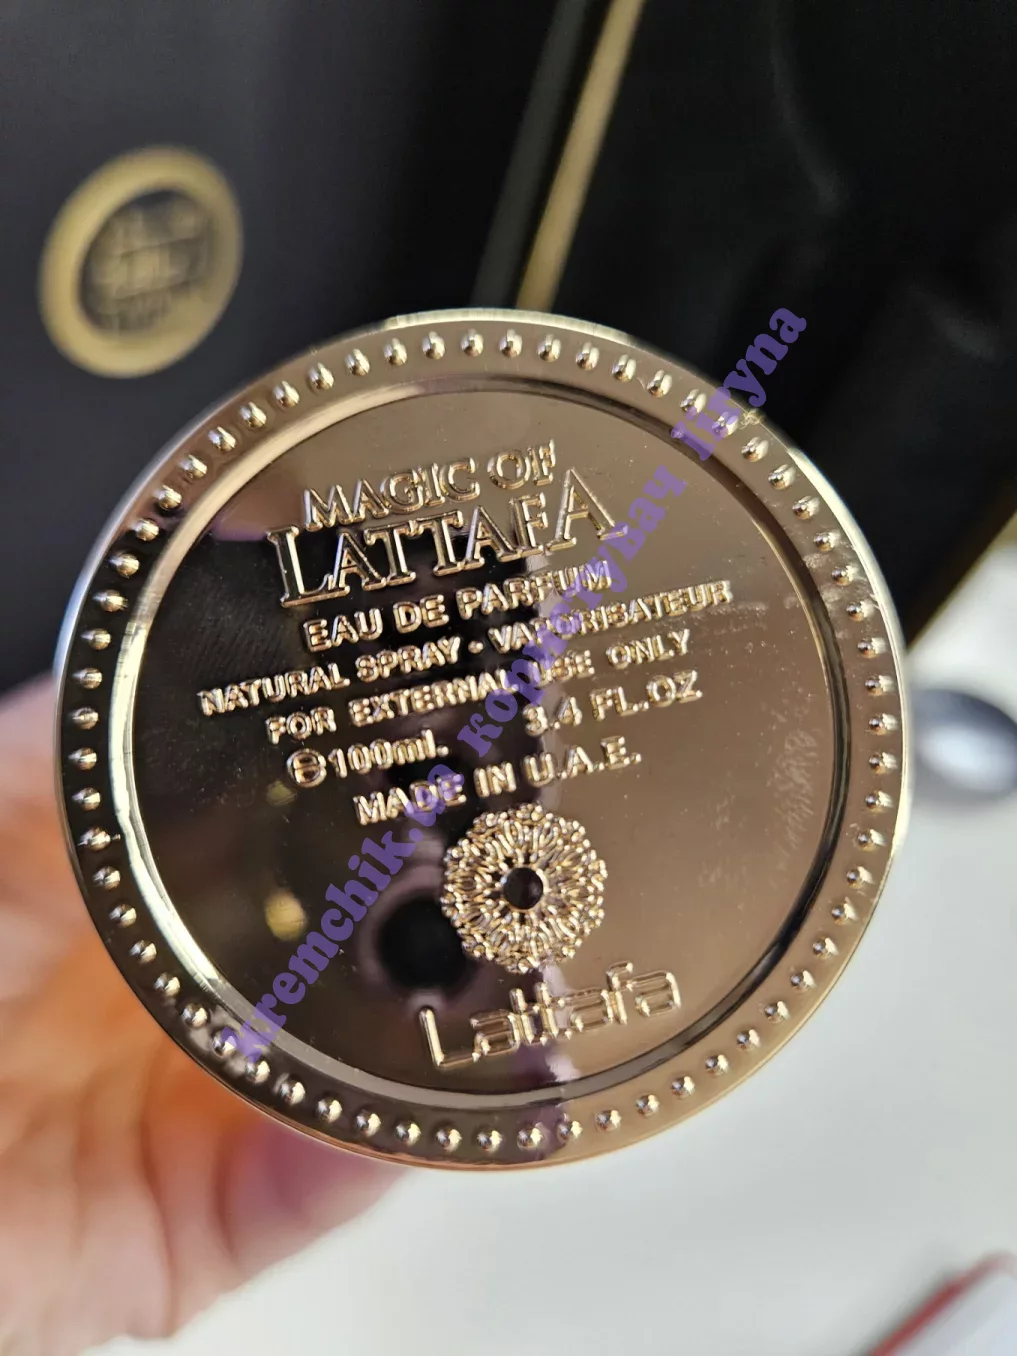 MAGIC OF
LATTAFA
EAU DE PARFUM
NATURAL SPRAY - VAPORISATEUR
FOR EXTERNAL USE ONLY
℮100ml. 3.4 FL.OZ
MADE IN U.A.E.
Lattafa
kremchik.ua користувач Iryna